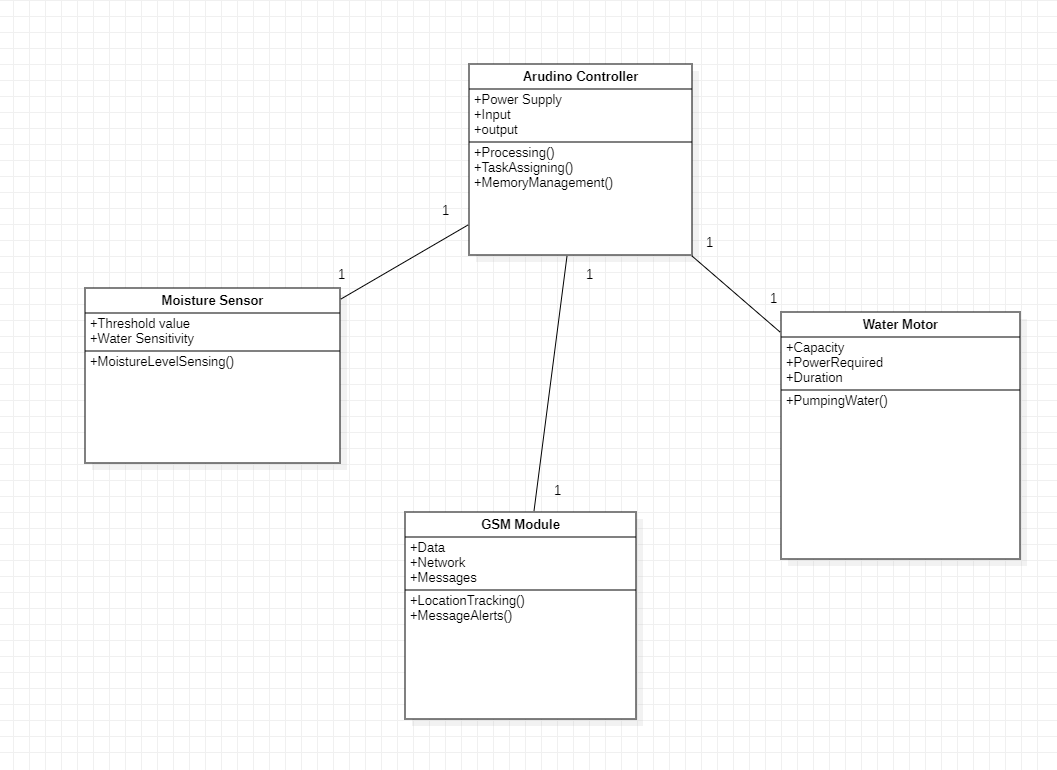 Arudino Controller
+Power Supply
+Input
+output
+Processing()
+TaskAssigning()
+MemoryManagement()
1
1
1
1
1
1
Moisture Sensor
+Threshold value
+Water Sensitivity
+MoistureLevelSensing()
Water Motor
+Capacity
+PowerRequired
+Duration
+PumpingWater()
GSM Module
+Data
+Network
+Messages
+LocationTracking()
+MessageAlerts()